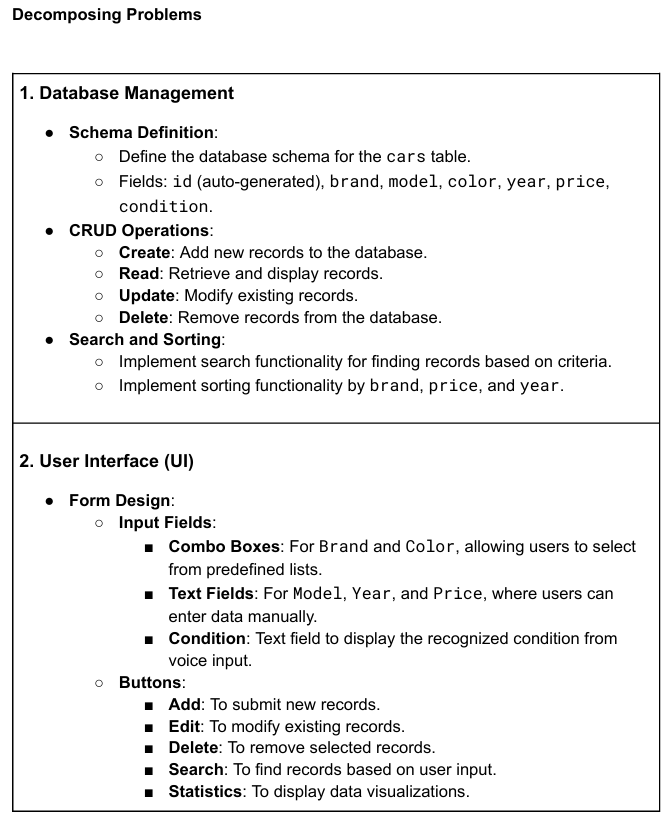 Decomposing Problems
1. Database Management
● Schema Definition:
○ Define the database schema for the cars table.
○ Fields: id (auto-generated), brand, model, color, year, price,
condition.
● CRUD Operations:
○ Create: Add new records to the database.
○ Read: Retrieve and display records.
○ Update: Modify existing records.
○ Delete: Remove records from the database.
● Search and Sorting:
○ Implement search functionality for finding records based on criteria.
○ Implement sorting functionality by brand, price, and year.
2. User Interface (UI)
● Form Design:
○ Input Fields:
■ Combo Boxes: For Brand and Color, allowing users to select
from predefined lists.
■ Text Fields: For Model, Year, and Price, where users can
enter data manually.
■ Condition: Text field to display the recognized condition from
voice input.
○ Buttons:
■ Add: To submit new records.
■ Edit: To modify existing records.
■ Delete: To remove selected records.
■ Search: To find records based on user input.
■ Statistics: To display data visualizations.